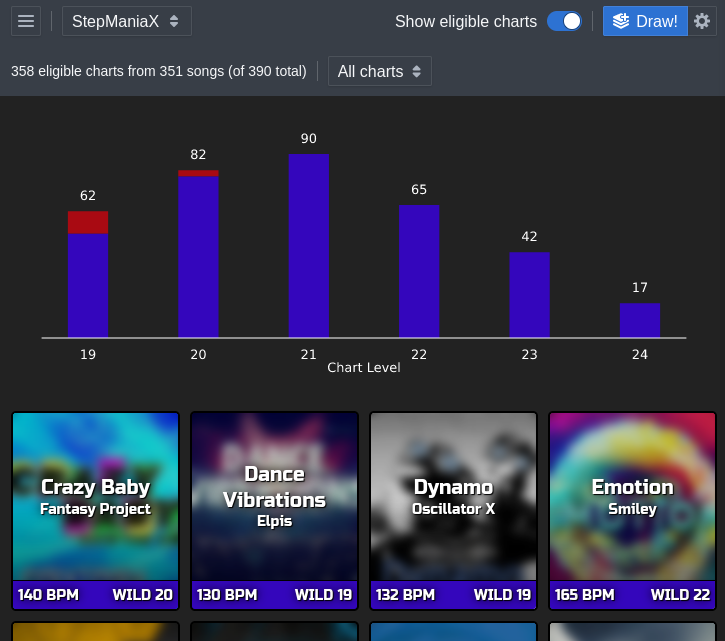 StepManiaX
Show eligible charts
Draw!
358 eligible charts from 351 songs (of 390 total)
All charts
62
82
90
65
42
17
19
20
21
22
23
24
Chart Level
Crazy Baby
Fantasy Project
140 BPM
WILD 20
Dance
Vibrations
Elpis
130 BPM
WILD 19
Dynamo
Oscillator X
132 BPM
WILD 19
Emotion
Smiley
165 BPM
WILD 22